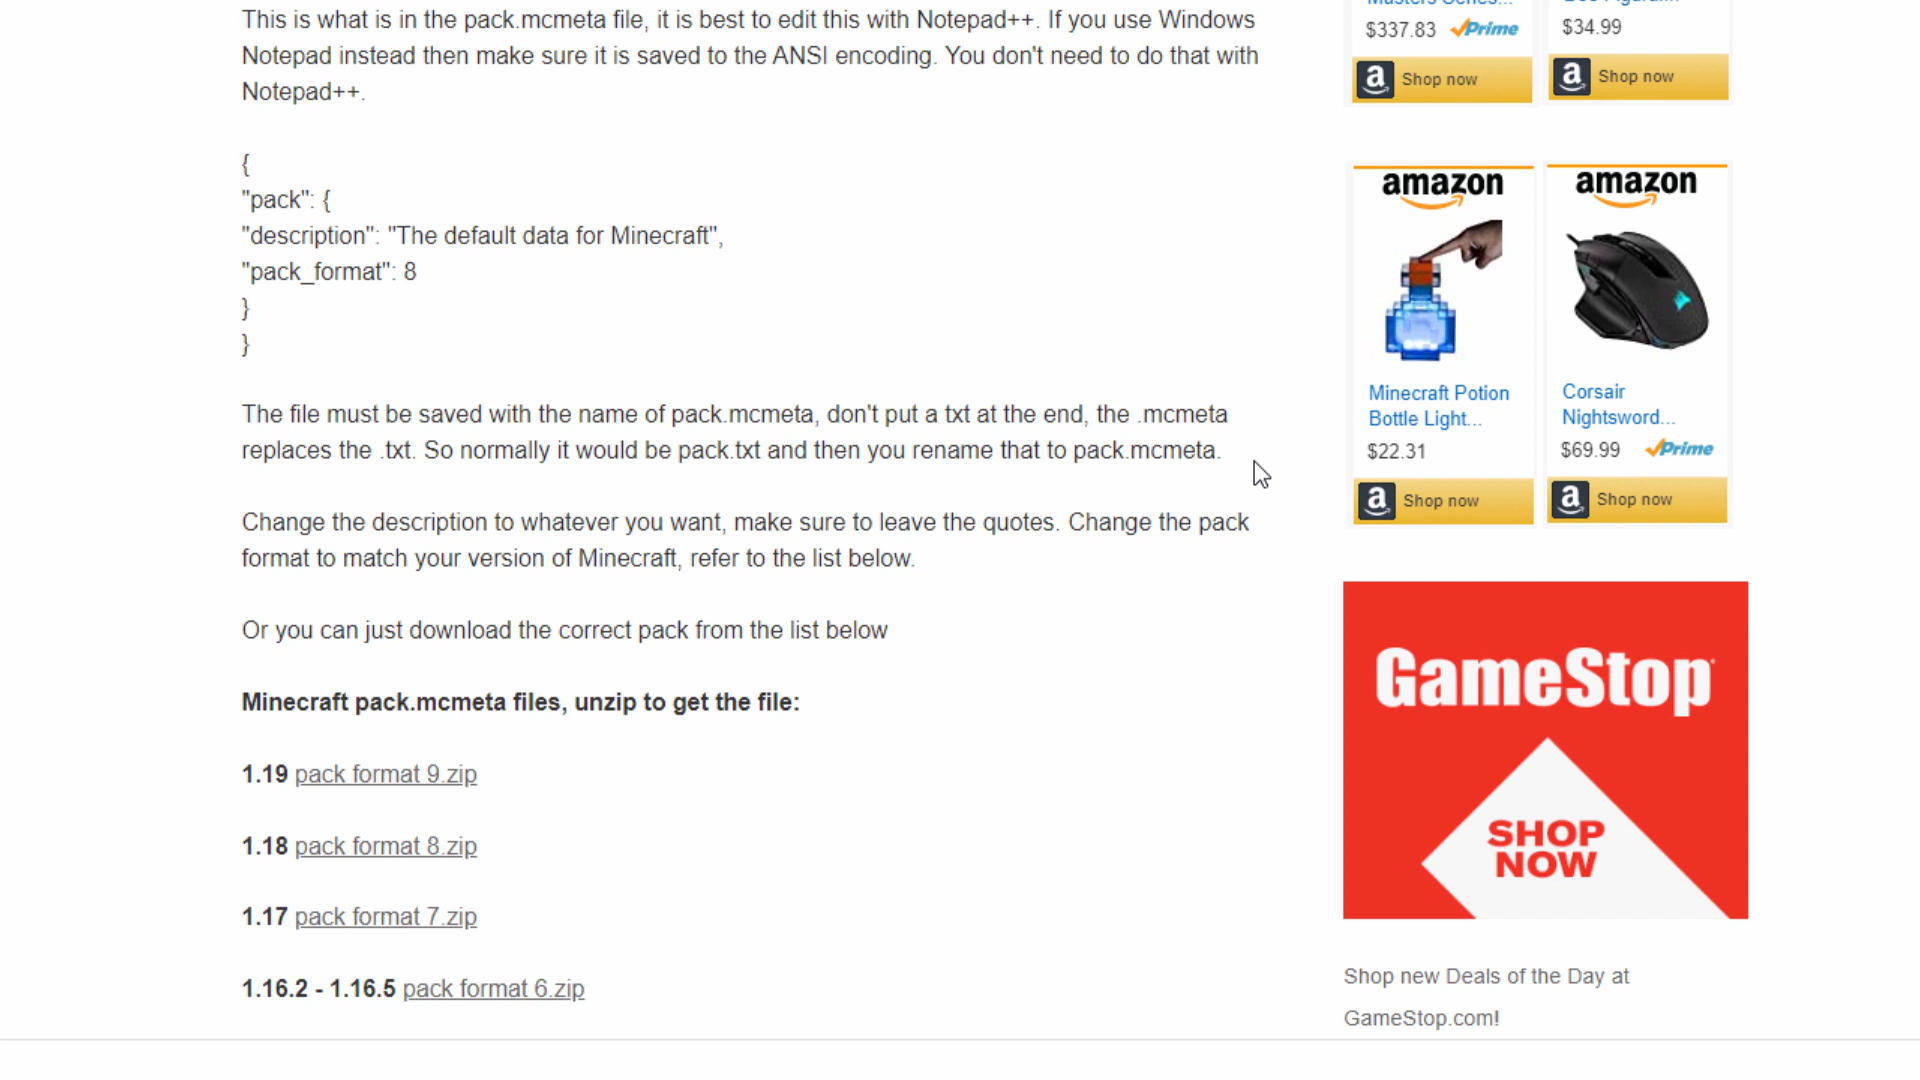 This is what is in the pack.mcmeta file, it is best to edit this with Notepad++. If you use Windows
Notepad instead then make sure it is saved to the ANSI encoding. You don't need to do that with
Notepad++.
{
"pack": {
"description": "The default data for Minecraft",
"pack_format": 8
}
}
The file must be saved with the name of pack.mcmeta, don't put a txt at the end, the .mcmeta
replaces the .txt. So normally it would be pack.txt and then you rename that to pack.mcmeta.
Change the description to whatever you want, make sure to leave the quotes. Change the pack
format to match your version of Minecraft, refer to the list below.
Or you can just download the correct pack from the list below
Minecraft pack.mcmeta files, unzip to get the file:
1.19 pack format 9.zip
1.18 pack format 8.zip
1.17 pack format 7.zip
1.16.2 - 1.16.5 pack format 6.zip
$337.83 Prime
a Shop now
$34.99
a Shop now
amazon
Minecraft Potion
Bottle Light...
$22.31
a Shop now
amazon
Corsair
Nightsword...
$69.99 Prime
a Shop now
GameStop
SHOP
NOW
Shop new Deals of the Day at
GameStop.com!